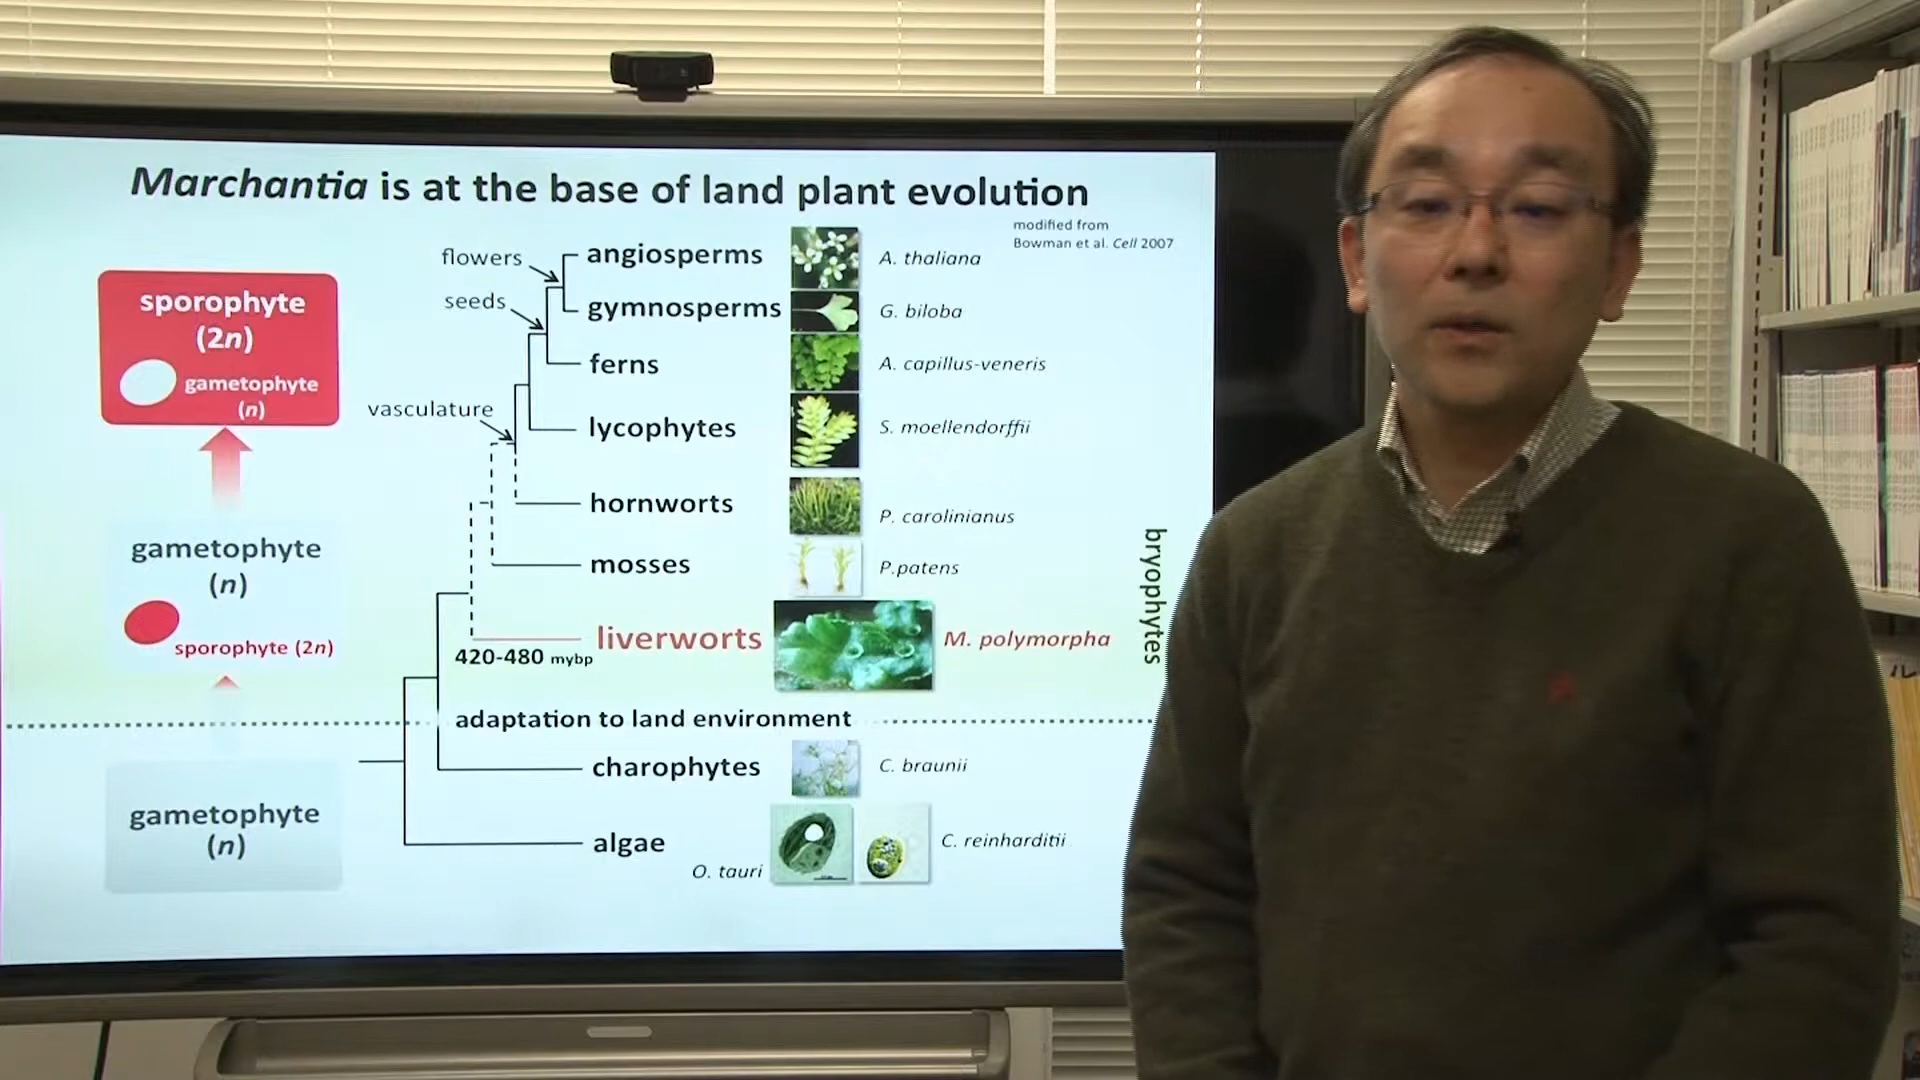 Marchantia is at the base of land plant evolution
modified from
Bowman et al. Cell 2007
flowers
angiosperms
A. thaliana
seeds
gymnosperms
G. biloba
sporophyte
(2n)
gametophyte
(n)
ferns
A. capillus-veneris
vasculature
lycophytes
S. moellendorffii
hornworts
P. carolinianus
gametophyte
(n)
sporophyte (2n)
mosses
P.patens
liverworts
M. polymorpha
420-480 mybp
bryophytes
adaptation to land environment
charophytes
C. braunii
gametophyte
(n)
algae
O. tauri
C. reinharditii